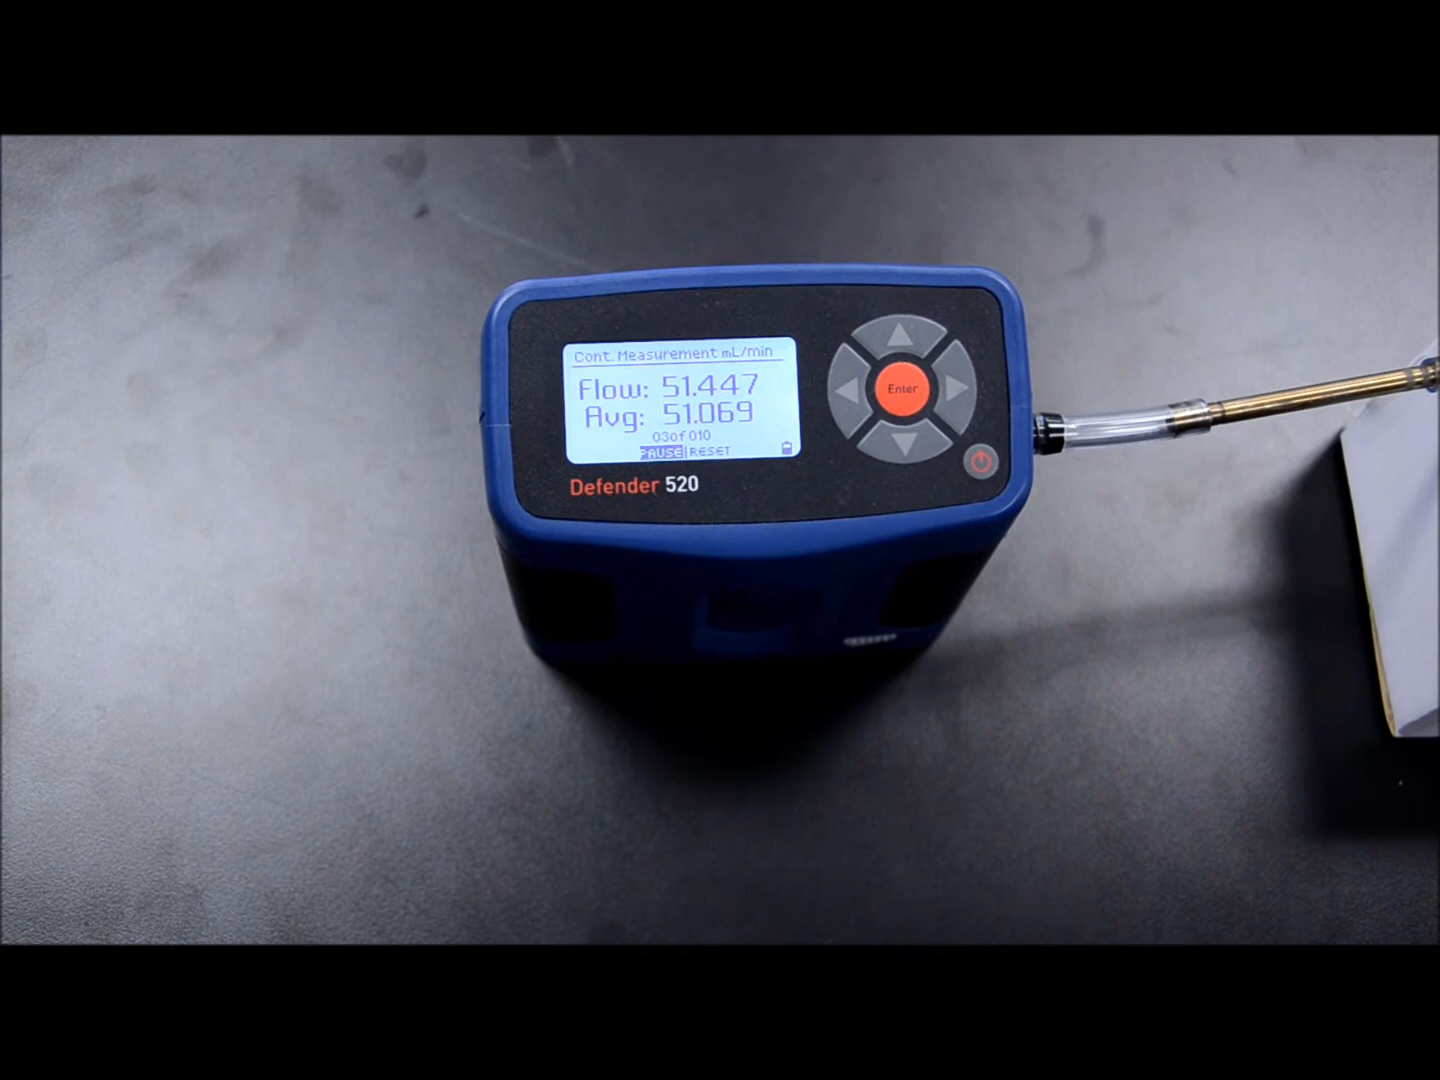 Cont. Measurement mL/min
Flow: 51.447
Avg: 51.069
03of 010
PAUSE|RESET
Enter
Defender 520